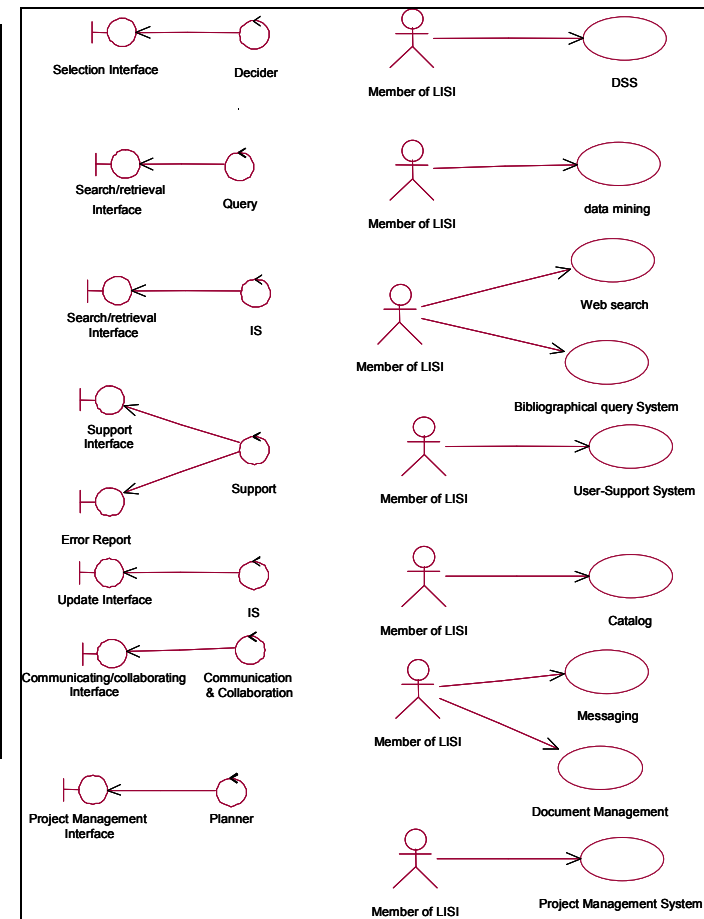 Selection Interface
Decider
Member of LISI
DSS
Search/retrieval
Interface
Query
Member of LISI
data mining
Search/retrieval
Interface
IS
Member of LISI
Web search
Bibliographical query System
Support
Interface
Support
Error Report
Member of LISI
User-Support System
Update Interface
IS
Member of LISI
Catalog
Communicating/collaborating
Interface
Communication
& Collaboration
Member of LISI
Messaging
Document Management
Project Management
Interface
Planner
Member of LISI
Project Management System